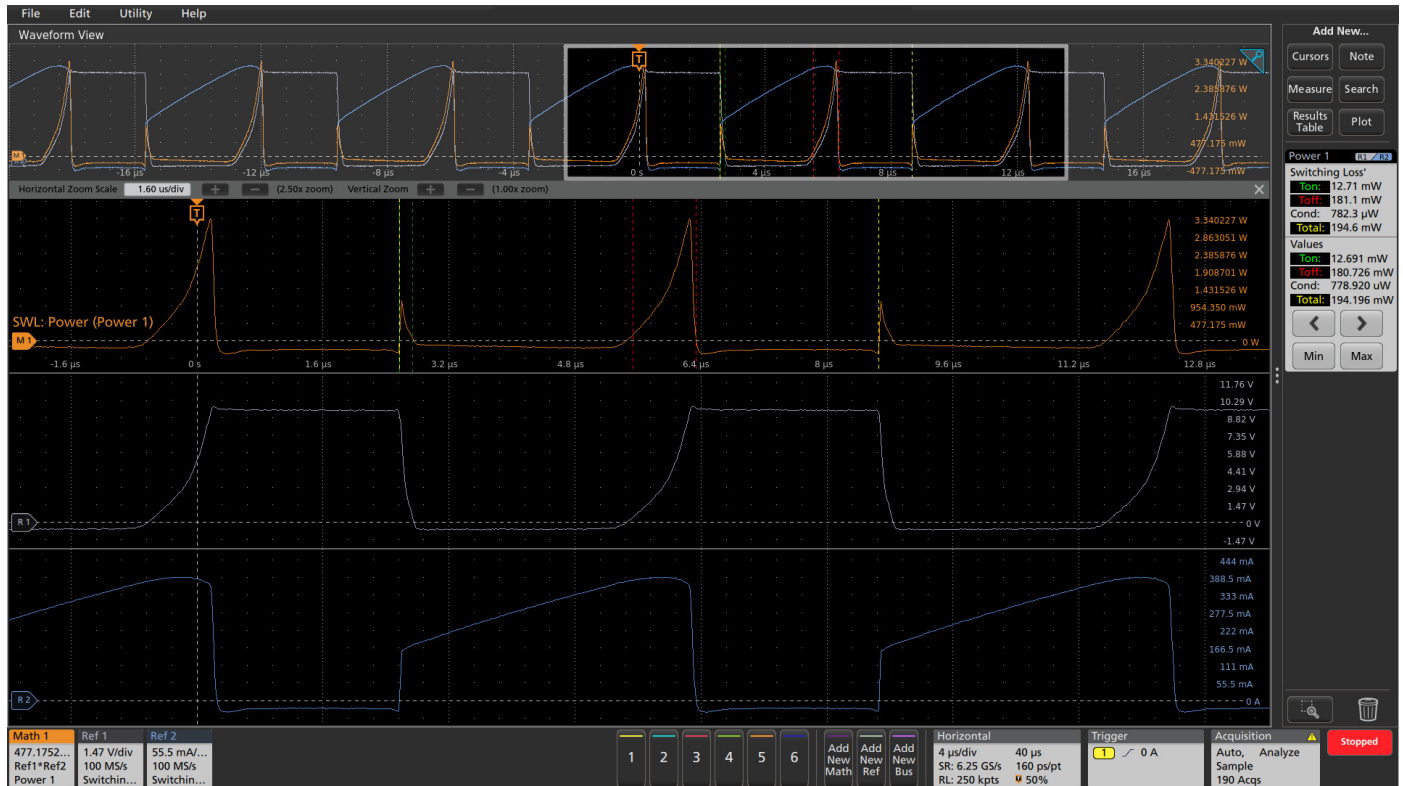 File Edit Utility Help
Waveform View
Add New...
Cursors Note
Measure Search
Results Table Plot
T
3.340227 W
2.385876 W
1.431526 W
477.175 mW
-477.175 mW
-16 µs -12 µs -8 µs -4 µs 0 s 4 µs 8 µs 12 µs 16 µs
Horizontal Zoom Scale 1.60 us/div + − (2.50x zoom) Vertical Zoom + − (1.00x zoom)
T
3.340227 W
2.863051 W
2.385876 W
1.908701 W
1.431526 W
954.350 mW
477.175 mW
0 W
SWL: Power (Power 1)
M 1
-1.6 µs 0 s 1.6 µs 3.2 µs 4.8 µs 6.4 µs 8 µs 9.6 µs 11.2 µs 12.8 µs
11.76 V
10.29 V
8.82 V
7.35 V
5.88 V
4.41 V
2.94 V
1.47 V
0 V
-1.47 V
R 1
444 mA
388.5 mA
333 mA
277.5 mA
222 mA
166.5 mA
111 mA
55.5 mA
0 A
R 2
Power 1 R1 / R2
Switching Loss'
Ton: 12.71 mW
Toff: 181.1 mW
Cond: 782.3 µW
Total: 194.6 mW
Values
Ton: 12.691 mW
Toff: 180.726 mW
Cond: 778.920 uW
Total: 194.196 mW
Min Max
Math 1
477.1752...
Ref1*Ref2
Power 1
Ref 1
1.47 V/div
100 MS/s
Switchin...
Ref 2
55.5 mA/...
100 MS/s
Switchin...
1 2 3 4 5 6
Add New Math
Add New Ref
Add New Bus
Horizontal
4 µs/div 40 µs
SR: 6.25 GS/s 160 ps/pt
RL: 250 kpts 50%
Trigger
1 0 A
Acquisition
Auto, Analyze
Sample
190 Acqs
Stopped